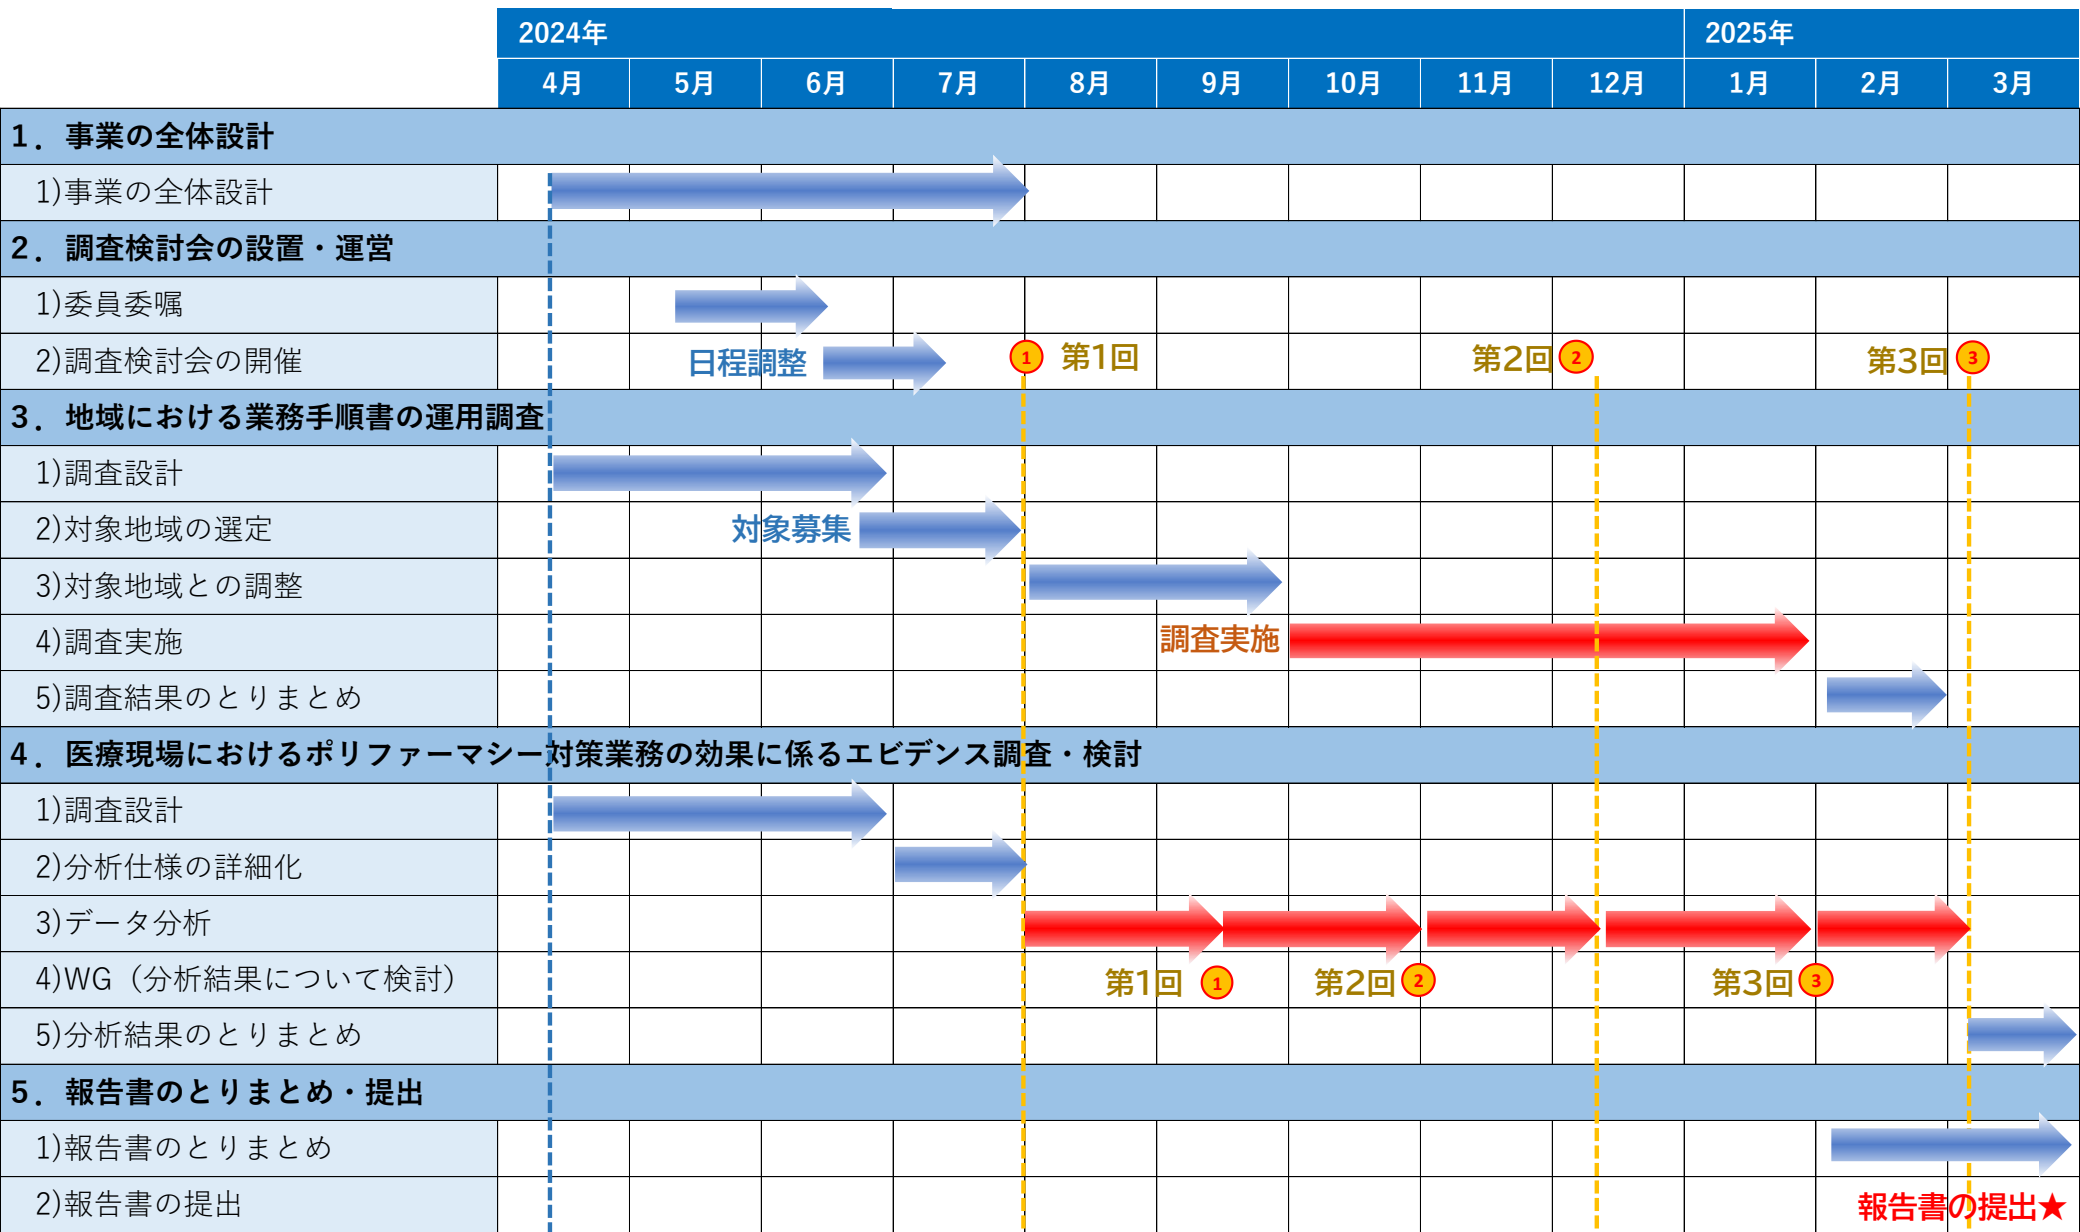 2024年 2025年
4月 5月 6月 7月 8月 9月 10月 11月 12月 1月 2月 3月
1．事業の全体設計
1)事業の全体設計
2．調査検討会の設置・運営
1)委員委嘱
2)調査検討会の開催 日程調整 1 第1回 第2回 2 第3回 3
3．地域における業務手順書の運用調査
1)調査設計
2)対象地域の選定 対象募集
3)対象地域との調整
4)調査実施 調査実施
5)調査結果のとりまとめ
4．医療現場におけるポリファーマシー対策業務の効果に係るエビデンス調査・検討
1)調査設計
2)分析仕様の詳細化
3)データ分析
4)WG（分析結果について検討） 第1回 1 第2回 2 第3回 3
5)分析結果のとりまとめ
5．報告書のとりまとめ・提出
1)報告書のとりまとめ
2)報告書の提出 報告書の提出★